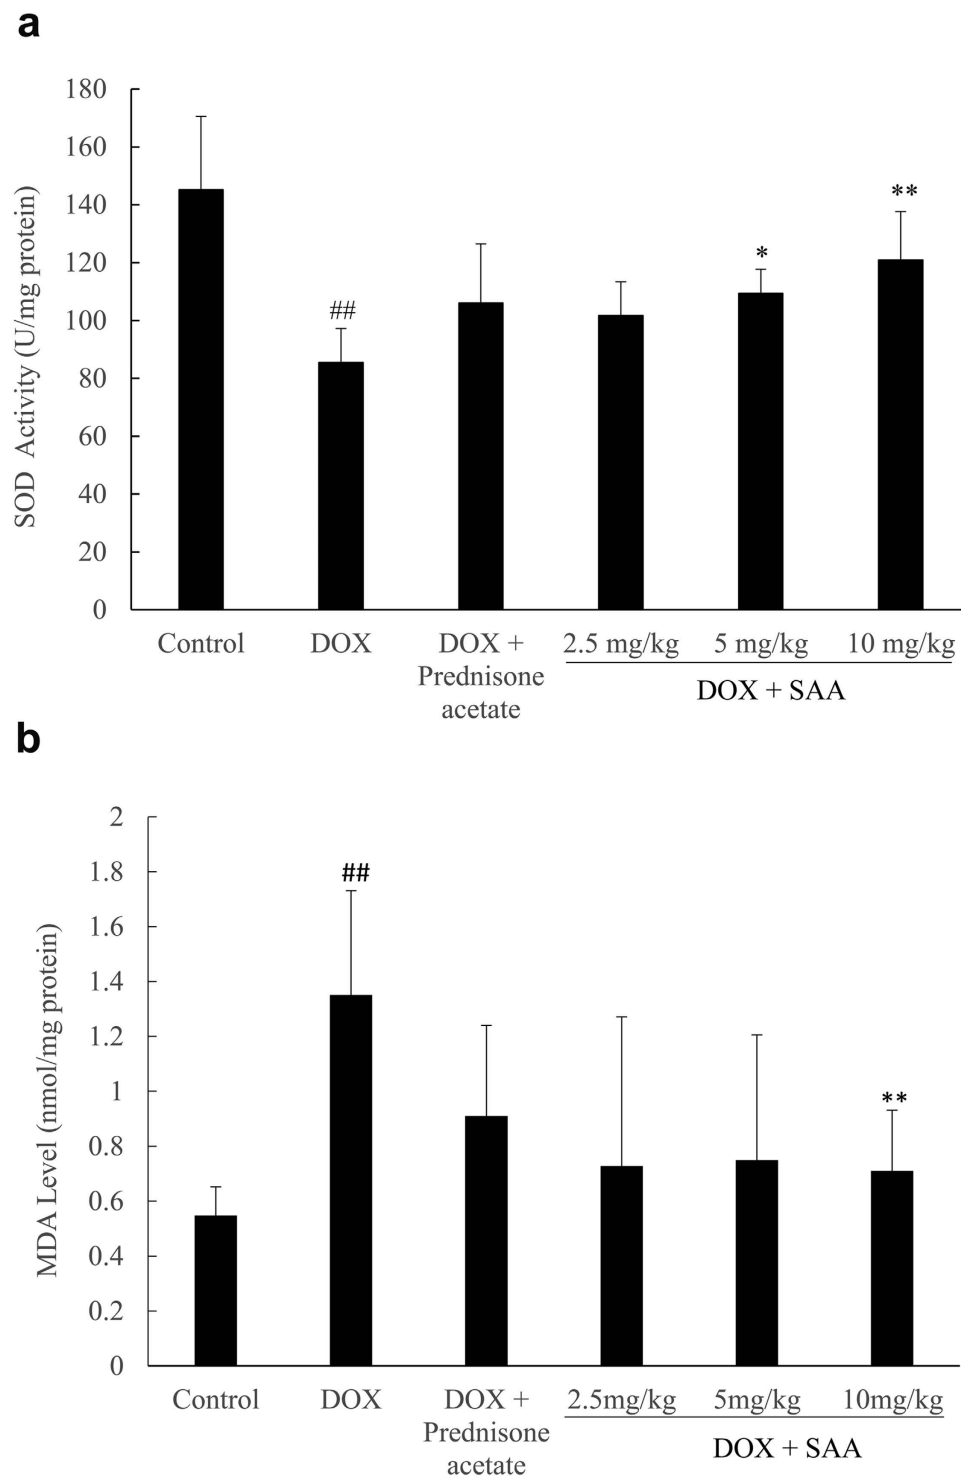 a
SOD Activity (U/mg protein)
180
160
140
120
100
80
60
40
20
0
##
*
**
Control
DOX
DOX +
Prednisone
acetate
2.5 mg/kg
5 mg/kg
10 mg/kg
DOX + SAA
b
MDA Level (nmol/mg protein)
2
1.8
1.6
1.4
1.2
1
0.8
0.6
0.4
0.2
0
##
**
Control
DOX
DOX +
Prednisone
acetate
2.5mg/kg
5mg/kg
10mg/kg
DOX + SAA